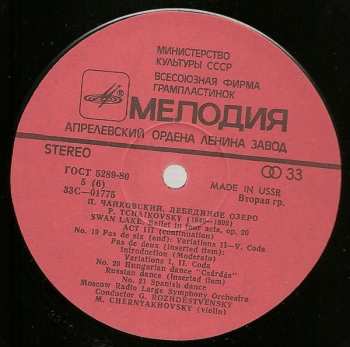 МИНИСТЕРСТВО
КУЛЬТУРЫ СССР
ВСЕСОЮЗНАЯ ФИРМА
ГРАМПЛАСТИНОК
МЕЛОДИЯ
АПРЕЛЕВСКИЙ ОРДЕНА ЛЕНИНА ЗАВОД
STEREO
33
ГОСТ 5289-80
5 (6)
33С—01775
MADE IN USSR
Вторая гр.
П. ЧАЙКОВСКИЙ. ЛЕБЕДИНОЕ ОЗЕРО
P. TCHAIKOVSKY (1840—1893)
SWAN LAKE. Ballet in four acts, op. 20
ACT III (continuation)
No. 19 Pas de six (end): Variations II—V. Coda
Pas de deux (inserted item):
Introduction (Moderato)
Variations I, II. Coda
No. 20 Hungarian dance "Csárdás"
Russian dance (inserted item)
No. 21 Spanish dance
Moscow Radio Large Symphony Orchestra
Conductor G. ROZHDESTVENSKY
M. CHERNYAKHOVSKY (violin)